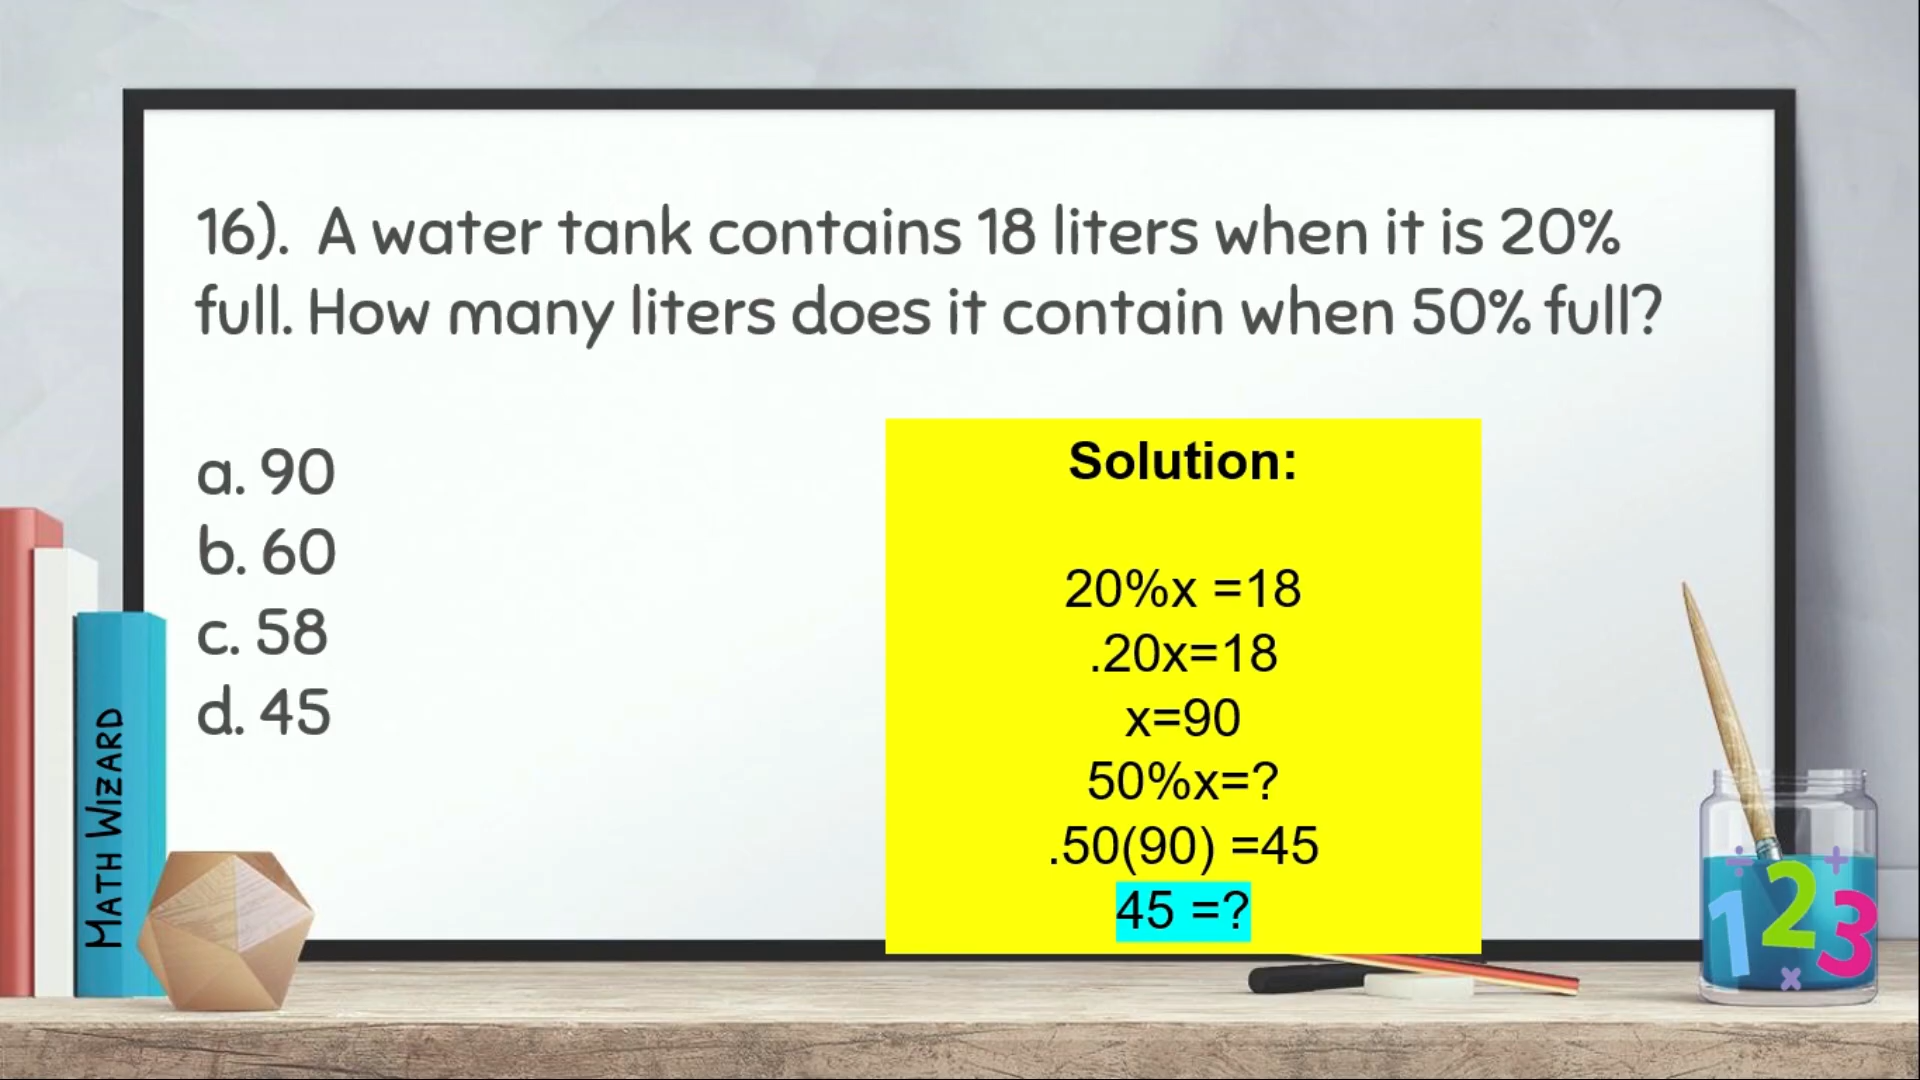 16).  A water tank contains 18 liters when it is 20%
full. How many liters does it contain when 50% full?
a. 90
b. 60
c. 58
d. 45
Solution:
20%x =18
.20x=18
x=90
50%x=?
.50(90) =45
45 =?
MATH WIZARD
÷ +
123
x